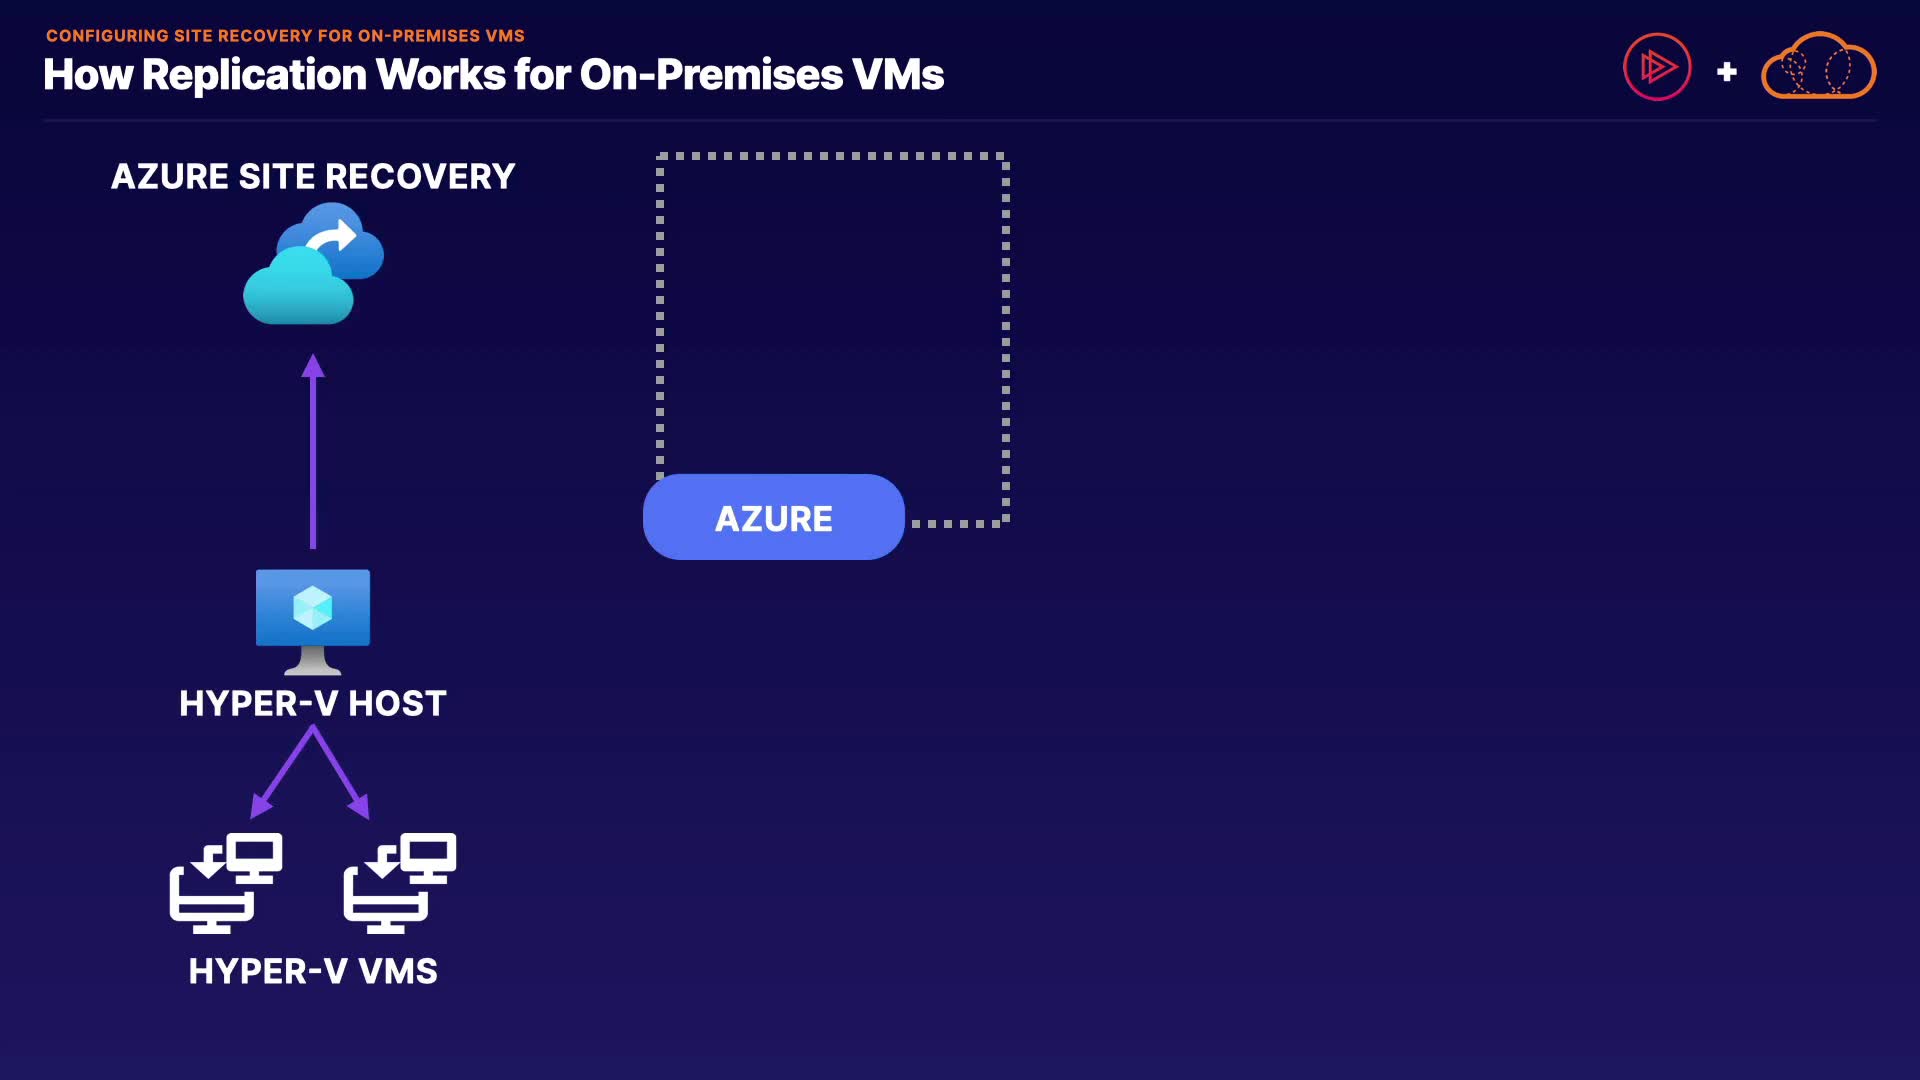 CONFIGURING SITE RECOVERY FOR ON-PREMISES VMS
How Replication Works for On-Premises VMs
AZURE SITE RECOVERY
AZURE
HYPER-V HOST
HYPER-V VMS